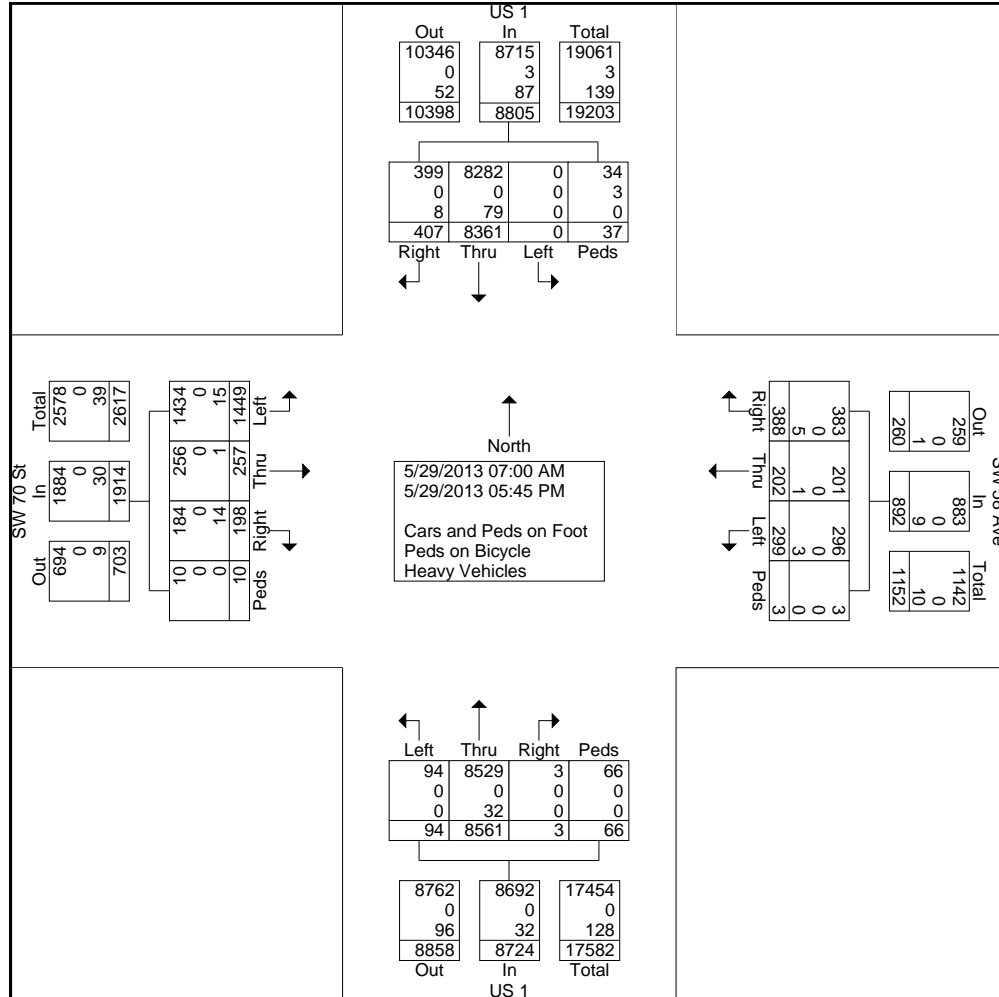 US 1
Out In Total
10346 8715 19061
0 3 3
52 87 139
10398 8805 19203
399 8282 0 34
0 0 0 3
8 79 0 0
407 8361 0 37
Right Thru Left Peds
SW 70 St
Total
2578 0 39 2617
In
1884 0 30 1914
Out
694 0 9 703
1434 0 15 1449
Left
256 0 1 257
Thru
184 0 14 198
Right
10 0 0 10
Peds
North
5/29/2013 07:00 AM
5/29/2013 05:45 PM
Cars and Peds on Foot
Peds on Bicycle
Heavy Vehicles
Right
383 0 5 388
Thru
201 0 1 202
Left
296 0 3 299
Peds
3 0 0 3
Out
259 0 1 260
In
883 0 9 892
Total
1142 0 10 1152
Left Thru Right Peds
94 8529 3 66
0 0 0 0
0 32 0 0
94 8561 3 66
8762 8692 17454
0 0 0
96 32 128
8858 8724 17582
Out In Total
US 1